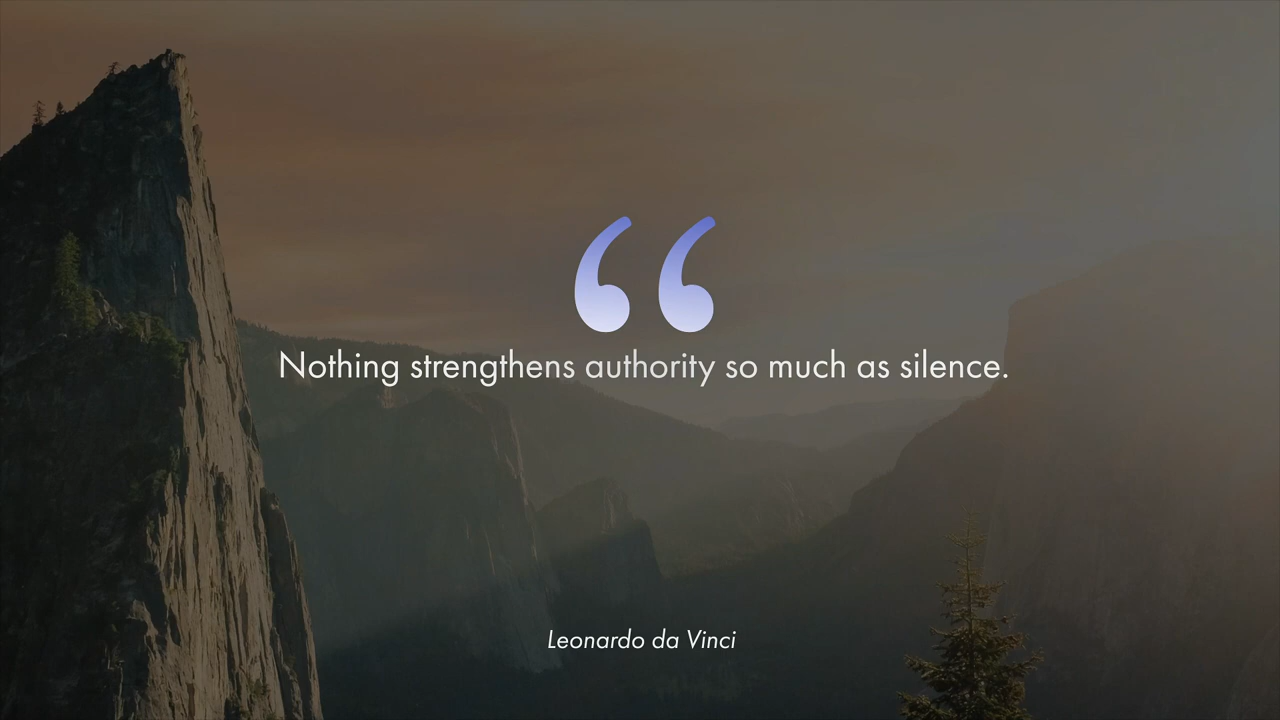 “
Nothing strengthens authority so much as silence.
Leonardo da Vinci